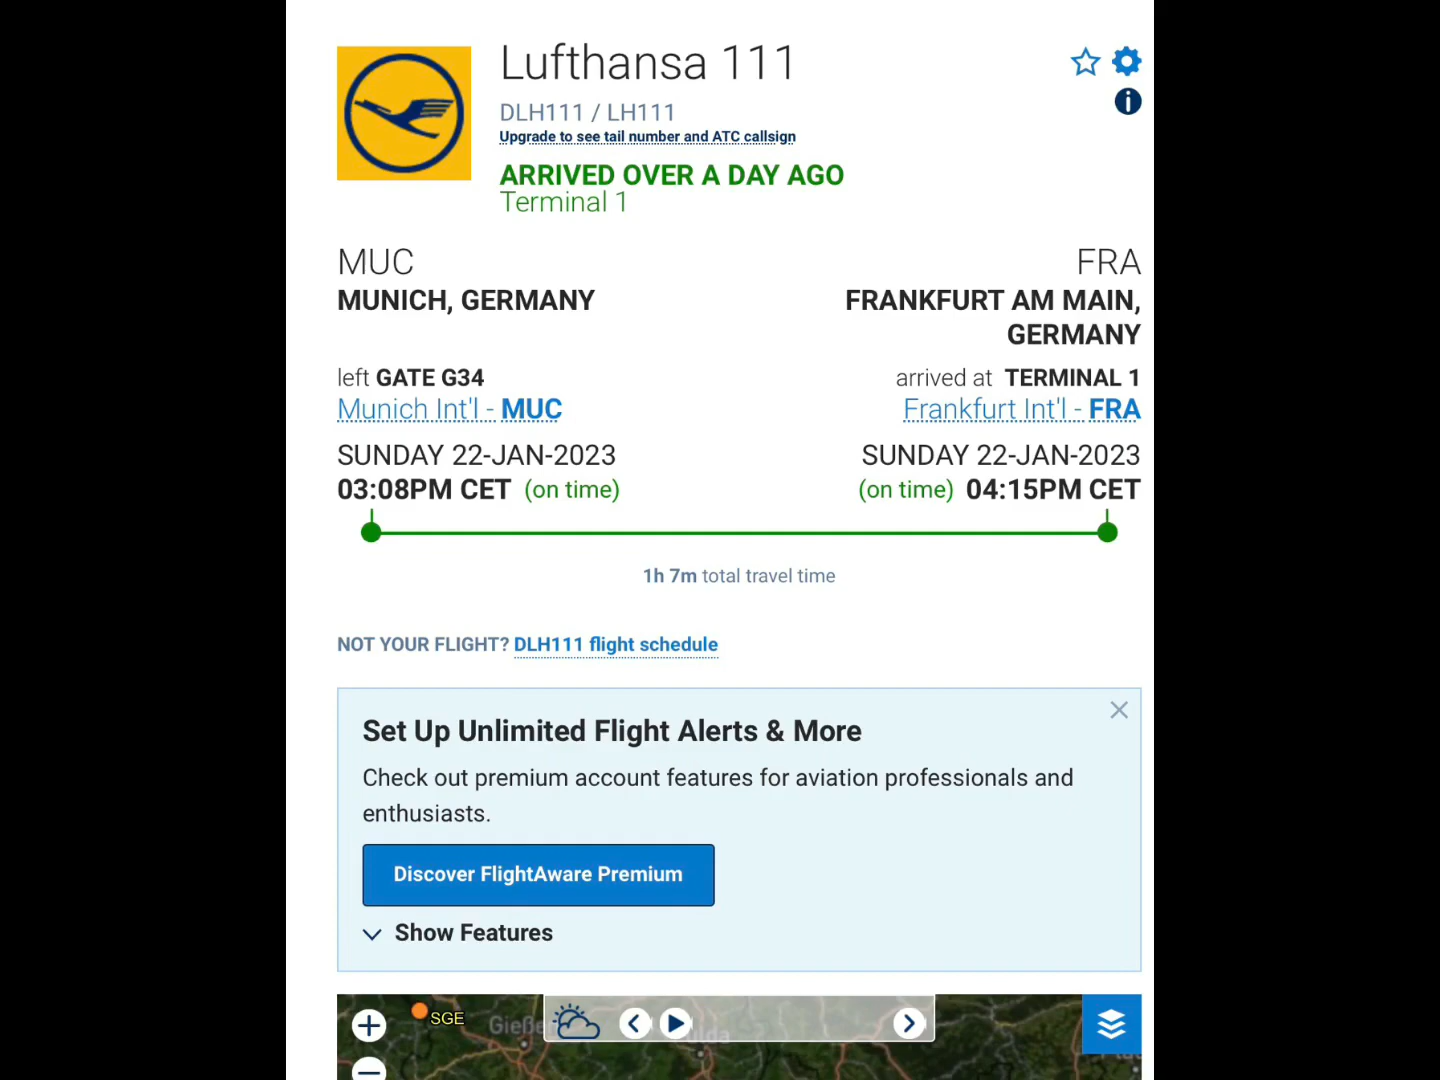 Lufthansa 111
DLH111 / LH111
Upgrade to see tail number and ATC callsign
ARRIVED OVER A DAY AGO
Terminal 1
MUC
MUNICH, GERMANY
FRA
FRANKFURT AM MAIN,
GERMANY
left GATE G34
Munich Int'l - MUC
arrived at TERMINAL 1
Frankfurt Int'l - FRA
SUNDAY 22-JAN-2023
03:08PM CET (on time)
SUNDAY 22-JAN-2023
(on time) 04:15PM CET
1h 7m total travel time
NOT YOUR FLIGHT? DLH111 flight schedule
Set Up Unlimited Flight Alerts & More
Check out premium account features for aviation professionals and
enthusiasts.
Discover FlightAware Premium
Show Features
SGE